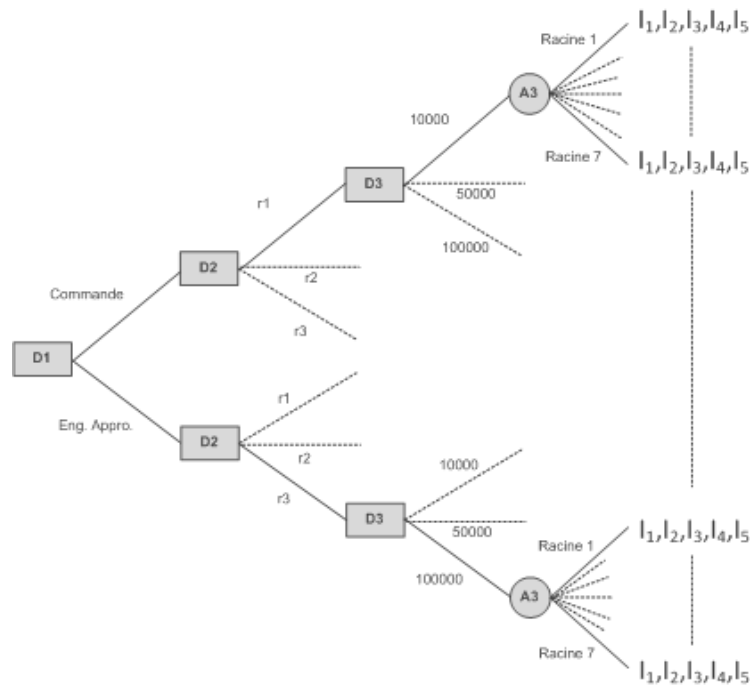 I1,I2,I3,I4,I5
Racine 1
A3
10000
Racine 7
I1,I2,I3,I4,I5
D3
50000
r1
100000
D2
r2
Commande
r3
D1
r1
Eng. Appro.
D2
r2
10000
r3
D3
50000
Racine 1
I1,I2,I3,I4,I5
100000
A3
Racine 7
I1,I2,I3,I4,I5